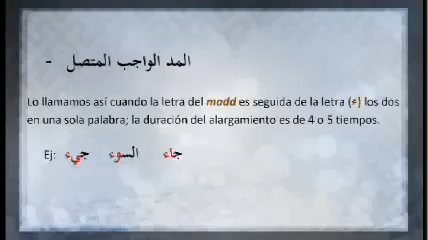 - المد الواجب المتصل
Lo llamamos así cuando la letra del madd es seguida de la letra (ء) los dos
en una sola palabra; la duración del alargamiento es de 4 o 5 tiempos.
Ej: جيء السوء جاء